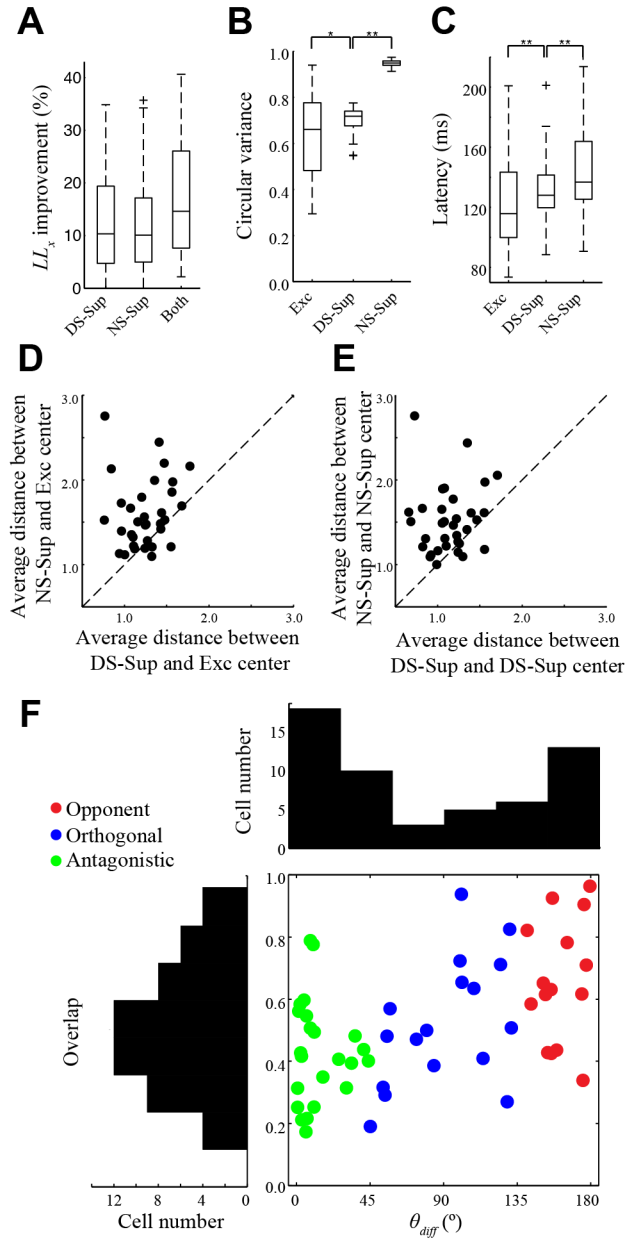 A
LLx improvement (%)
40
30
20
10
0
DS-Sup
NS-Sup
Both
B
*
**
Circular variance
1.0
0.8
0.6
0.4
0.2
0.0
Exc
DS-Sup
NS-Sup
C
**
**
Latency (ms)
200
160
120
80
Exc
DS-Sup
NS-Sup
D
Average distance between
NS-Sup and Exc center
3.0
2.0
1.0
1.0
2.0
3.0
Average distance between
DS-Sup and Exc center
E
Average distance between
NS-Sup and NS-Sup center
3.0
2.0
1.0
1.0
2.0
3.0
Average distance between
DS-Sup and DS-Sup center
F
Cell number
15
10
5
0
Opponent
Orthogonal
Antagonistic
Overlap
12
8
4
0
Cell number
1.0
0.8
0.6
0.4
0.2
0.0
0
45
90
135
180
θdiff (º)